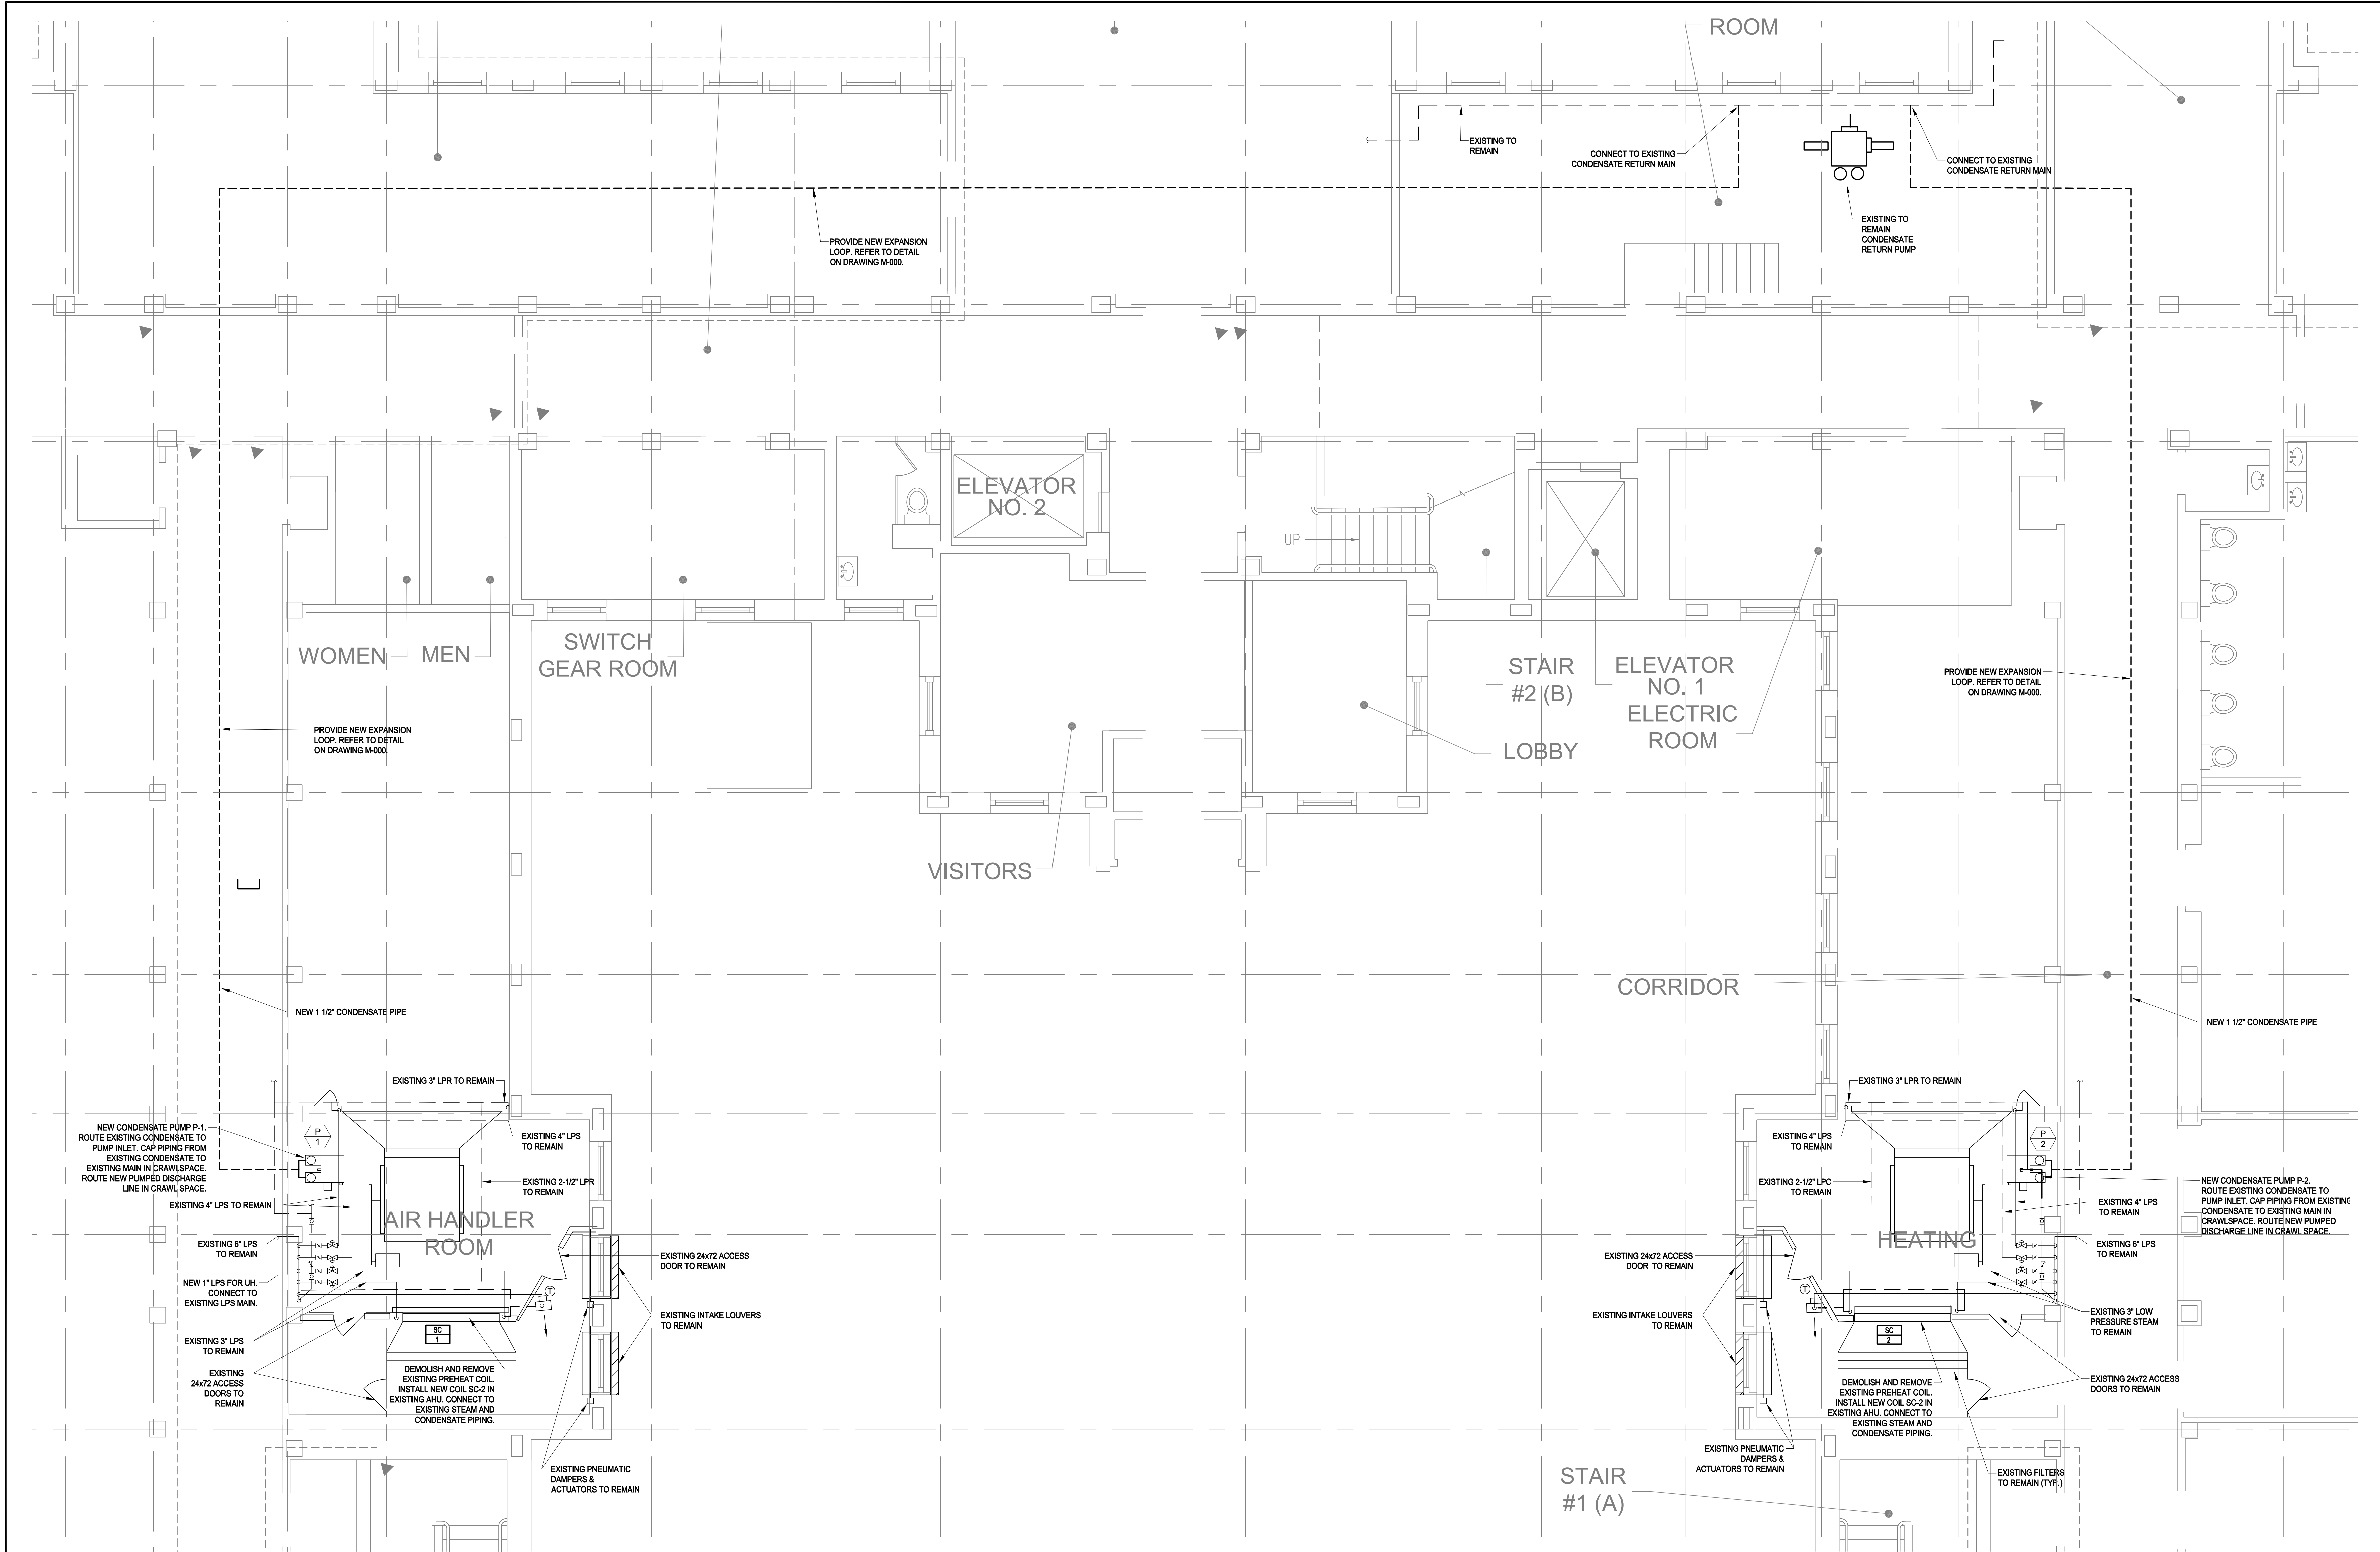 ROOM
EXISTING TO
REMAIN
CONNECT TO EXISTING
CONDENSATE RETURN MAIN
CONNECT TO EXISTING
CONDENSATE RETURN MAIN
EXISTING TO
REMAIN
CONDENSATE
RETURN PUMP
PROVIDE NEW EXPANSION
LOOP. REFER TO DETAIL
ON DRAWING M-000.
ELEVATOR
NO. 2
UP
WOMEN
MEN
SWITCH
GEAR ROOM
STAIR
#2 (B)
ELEVATOR
NO. 1
ELECTRIC
ROOM
LOBBY
PROVIDE NEW EXPANSION
LOOP. REFER TO DETAIL
ON DRAWING M-000.
PROVIDE NEW EXPANSION
LOOP. REFER TO DETAIL
ON DRAWING M-000.
VISITORS
CORRIDOR
NEW 1 1/2" CONDENSATE PIPE
NEW 1 1/2" CONDENSATE PIPE
EXISTING 3" LPR TO REMAIN
NEW CONDENSATE PUMP P-1.
ROUTE EXISTING CONDENSATE TO
PUMP INLET. CAP PIPING FROM
EXISTING CONDENSATE TO
EXISTING MAIN IN CRAWLSPACE.
ROUTE NEW PUMPED DISCHARGE
LINE IN CRAWL SPACE.
P
1
EXISTING 4" LPS
TO REMAIN
EXISTING 2-1/2" LPR
TO REMAIN
EXISTING 4" LPS TO REMAIN
AIR HANDLER
ROOM
EXISTING 6" LPS
TO REMAIN
EXISTING 24x72 ACCESS
DOOR TO REMAIN
NEW 1" LPS FOR UH.
CONNECT TO
EXISTING LPS MAIN.
T
EXISTING INTAKE LOUVERS
TO REMAIN
EXISTING 3" LPS
TO REMAIN
SC
1
EXISTING
24x72 ACCESS
DOORS TO
REMAIN
DEMOLISH AND REMOVE
EXISTING PREHEAT COIL.
INSTALL NEW COIL SC-2 IN
EXISTING AHU. CONNECT TO
EXISTING STEAM AND
CONDENSATE PIPING.
EXISTING PNEUMATIC
DAMPERS &
ACTUATORS TO REMAIN
EXISTING 3" LPR TO REMAIN
EXISTING 4" LPS
TO REMAIN
P
2
EXISTING 2-1/2" LPC
TO REMAIN
NEW CONDENSATE PUMP P-2.
ROUTE EXISTING CONDENSATE TO
PUMP INLET. CAP PIPING FROM EXISTING
CONDENSATE TO EXISTING MAIN IN
CRAWLSPACE. ROUTE NEW PUMPED
DISCHARGE LINE IN CRAWL SPACE.
EXISTING 4" LPS
TO REMAIN
HEATING
EXISTING 6" LPS
TO REMAIN
EXISTING 24x72 ACCESS
DOOR TO REMAIN
T
EXISTING INTAKE LOUVERS
TO REMAIN
EXISTING 3" LOW
PRESSURE STEAM
TO REMAIN
SC
2
EXISTING 24x72 ACCESS
DOORS TO REMAIN
DEMOLISH AND REMOVE
EXISTING PREHEAT COIL.
INSTALL NEW COIL SC-2 IN
EXISTING AHU. CONNECT TO
EXISTING STEAM AND
CONDENSATE PIPING.
EXISTING PNEUMATIC
DAMPERS &
ACTUATORS TO REMAIN
EXISTING FILTERS
TO REMAIN (TYP.)
STAIR
#1 (A)